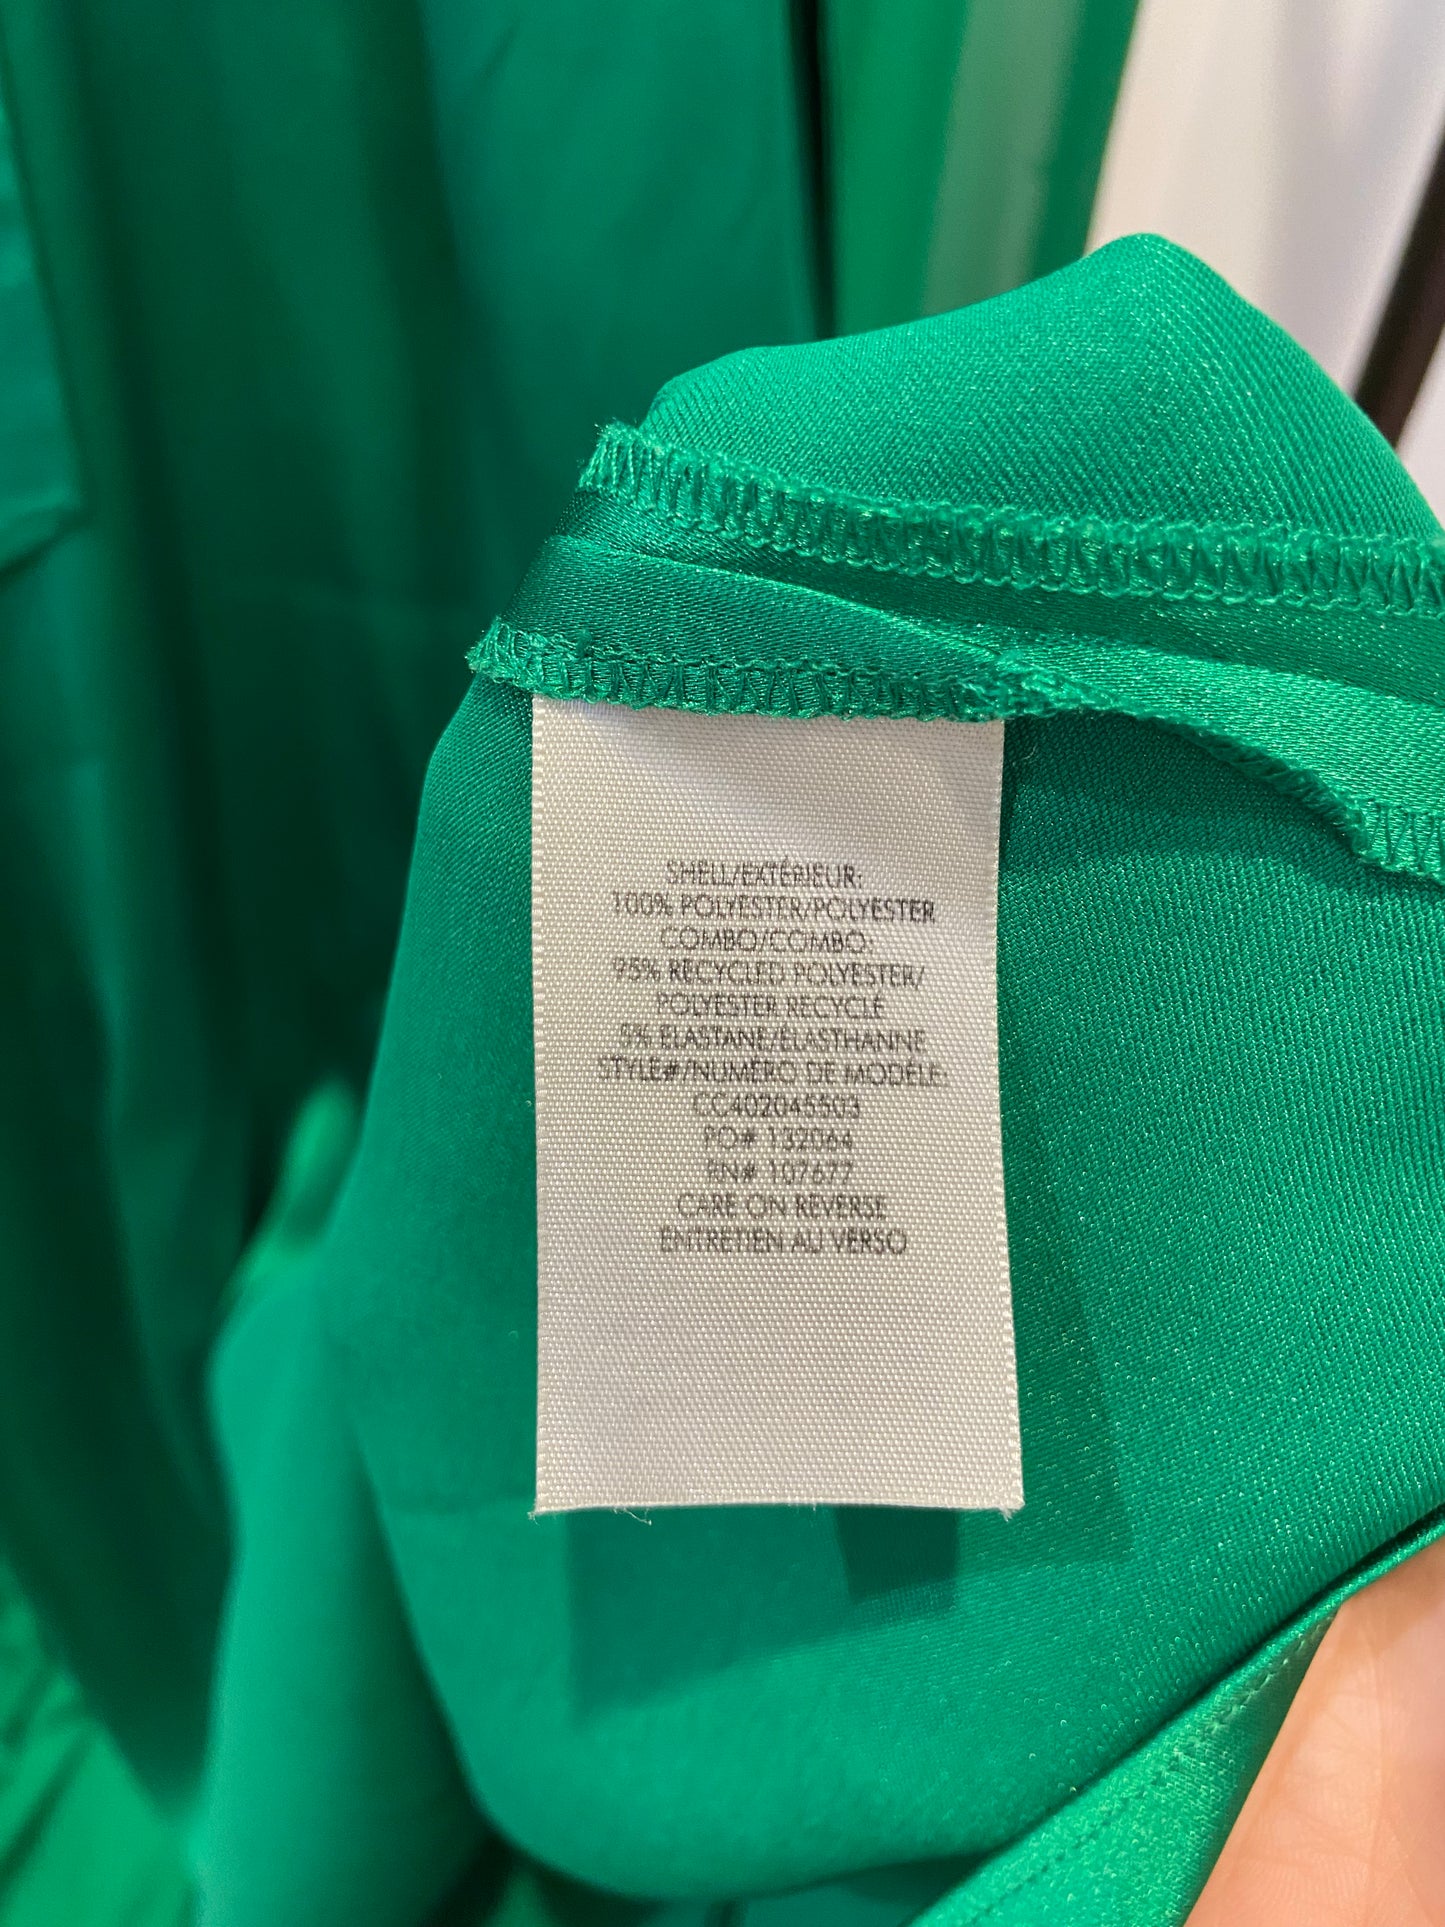 SHELL/EXTÉRIEUR:
100% POLYESTER/POLYESTER
COMBO/COMBO:
95% RECYCLED POLYESTER/
POLYESTER RECYCLÉ
5% ELASTANE/ÉLASTHANNE
STYLE#/NUMÉRO DE MODÈLE:
CC402045503
PO# 132064
RN# 107677
CARE ON REVERSE
ENTRETIEN AU VERSO